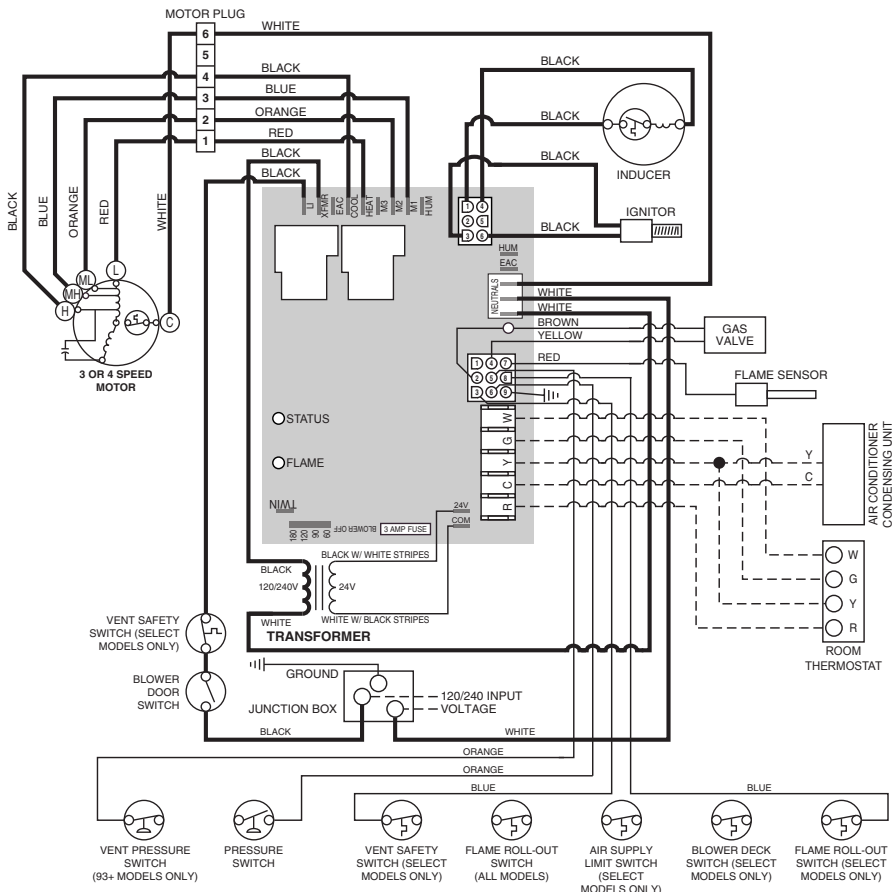 MOTOR PLUG
6
5
4
3
2
1
WHITE
BLACK
BLUE
ORANGE
RED
BLACK
BLACK
BLACK
BLUE
ORANGE
RED
WHITE
BLACK
BLACK
BLACK
BLACK
INDUCER
IGNITOR
LI
XFMR
EAC
COOL
HEAT
M3
M2
M1
HUM
1 4
2 5
3 6
HUM
EAC
NEUTRALS
WHITE
WHITE
BROWN
YELLOW
RED
GAS
VALVE
FLAME SENSOR
1 4 7
2 5 8
3 6 9
L
ML
MH
H
C
3 OR 4 SPEED
MOTOR
STATUS
FLAME
W
G
Y
C
R
Y
C
AIR CONDITIONER
CONDENSING UNIT
TWIN
180
120
90
60
BLOWER OFF
3 AMP FUSE
24V
COM
BLACK W/ WHITE STRIPES
BLACK
120/240V
24V
WHITE
WHITE W/ BLACK STRIPES
TRANSFORMER
W
G
Y
R
ROOM
THERMOSTAT
VENT SAFETY
SWITCH (SELECT
MODELS ONLY)
BLOWER
DOOR
SWITCH
GROUND
JUNCTION BOX
120/240 INPUT
VOLTAGE
BLACK
WHITE
ORANGE
ORANGE
BLUE
BLUE
VENT PRESSURE
SWITCH
(93+ MODELS ONLY)
PRESSURE
SWITCH
VENT SAFETY
SWITCH (SELECT
MODELS ONLY)
FLAME ROLL-OUT
SWITCH
(ALL MODELS)
AIR SUPPLY
LIMIT SWITCH
(SELECT
MODELS ONLY)
BLOWER DECK
SWITCH (SELECT
MODELS ONLY)
FLAME ROLL-OUT
SWITCH (SELECT
MODELS ONLY)